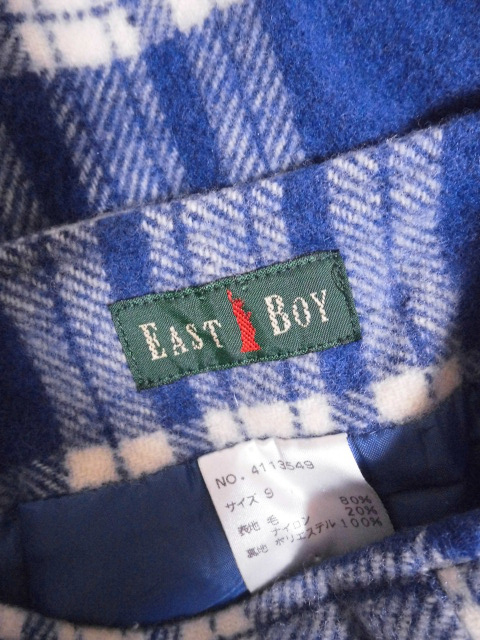 EAST BOY
NO. 4113549
サイズ 9
表地 毛 80%
ナイロン 20%
裏地 ポリエステル 100%